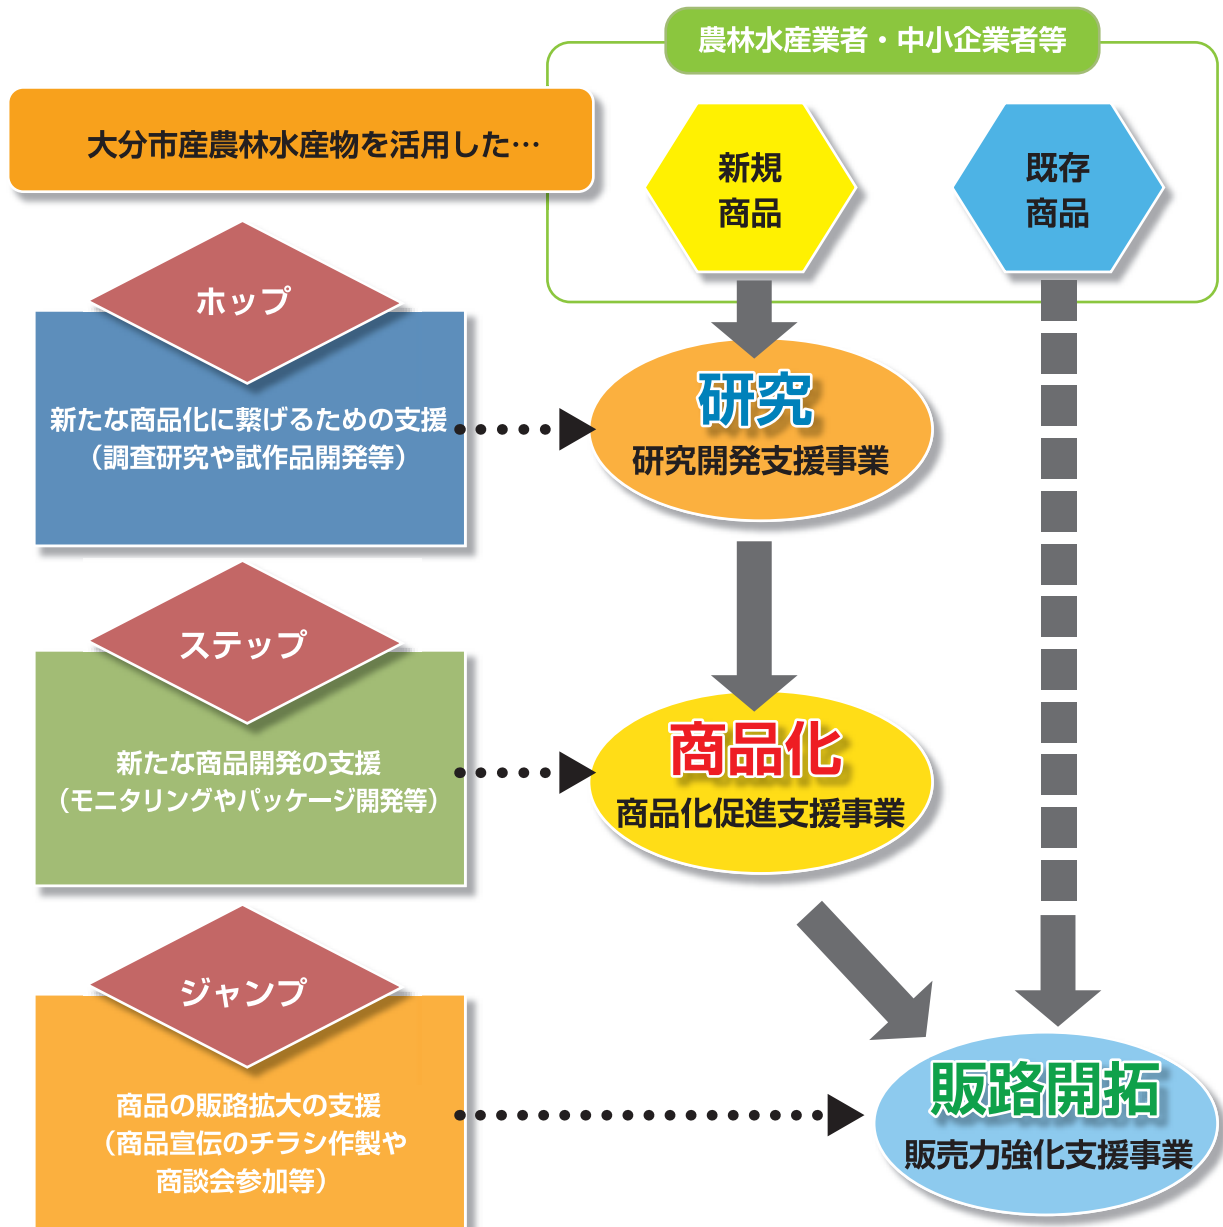 農林水産業者・中小企業者等
大分市産農林水産物を活用した…
新規
商品
既存
商品
ホップ
新たな商品化に繋げるための支援
（調査研究や試作品開発等）
研究
研究開発支援事業
ステップ
新たな商品開発の支援
（モニタリングやパッケージ開発等）
商品化
商品化促進支援事業
ジャンプ
商品の販路拡大の支援
（商品宣伝のチラシ作製や
商談会参加等）
販路開拓
販売力強化支援事業